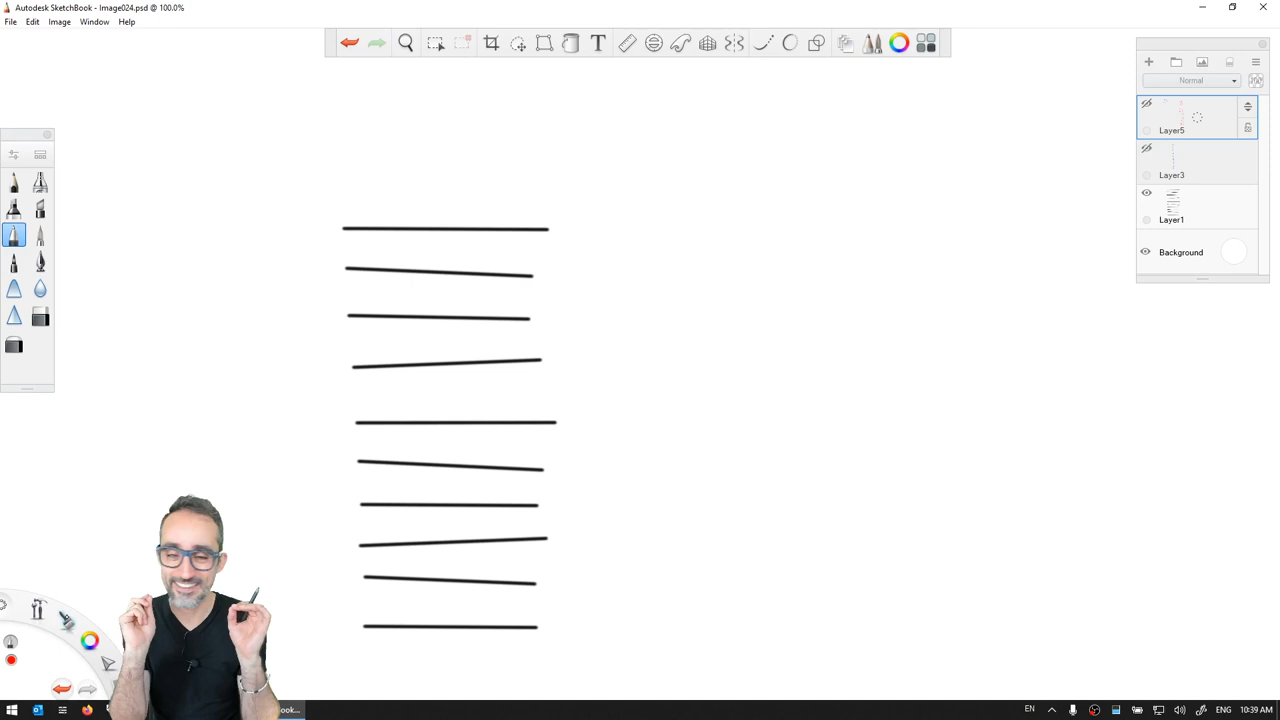 Autodesk SketchBook - Image024.psd @ 100.0%
File Edit Image Window Help
Normal
Layer5
Layer3
Layer1
Background
ook...
EN
ENG
10:39 AM